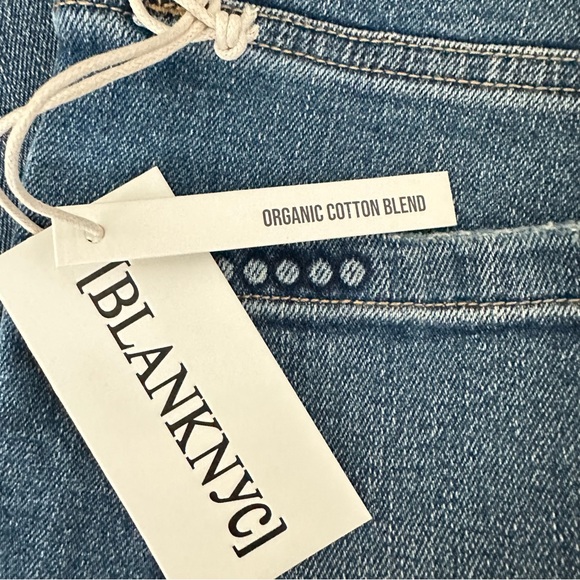 ORGANIC COTTON BLEND
[BLANKNYC]